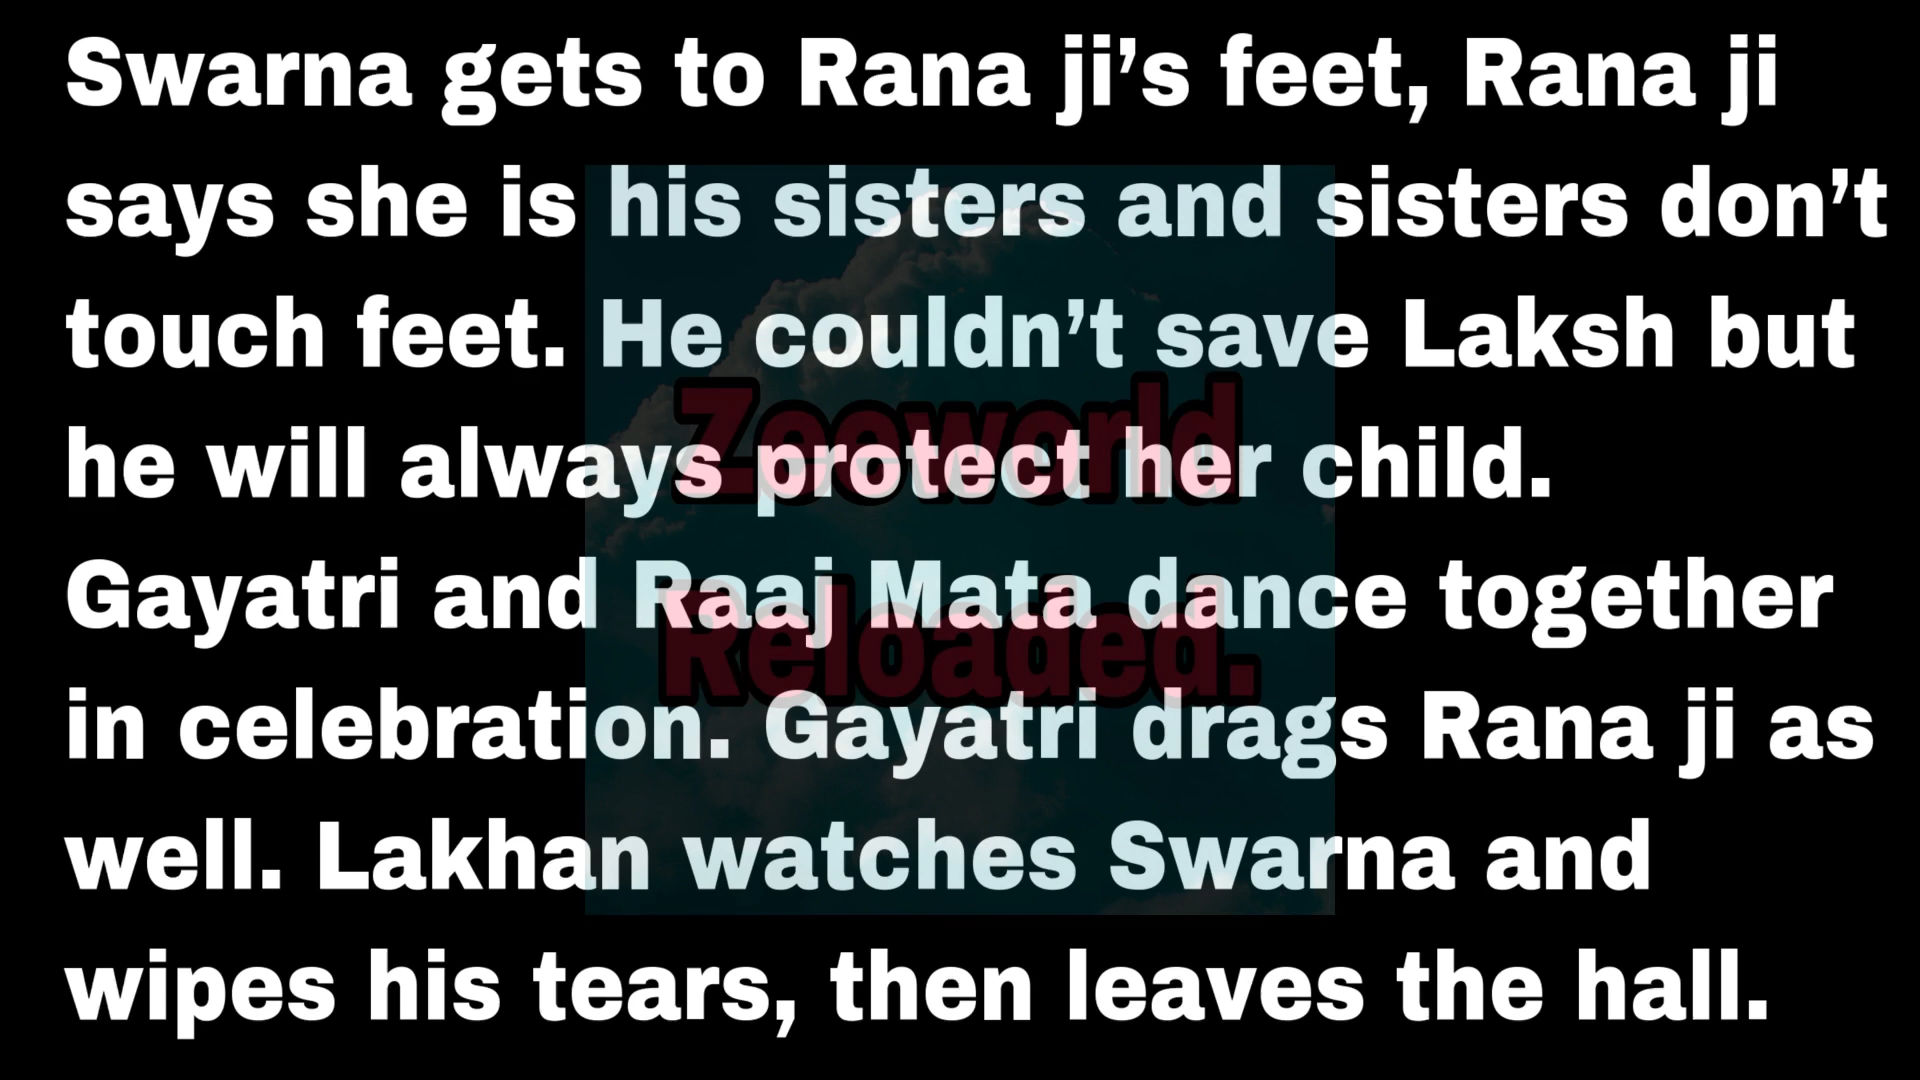 Swarna gets to Rana ji’s feet, Rana ji
says she is his sisters and sisters don’t
touch feet. He couldn’t save Laksh but
he will always protect her child.
Gayatri and Raaj Mata dance together
in celebration. Gayatri drags Rana ji as
well. Lakhan watches Swarna and
wipes his tears, then leaves the hall.
Zeeworld
Reloaded.